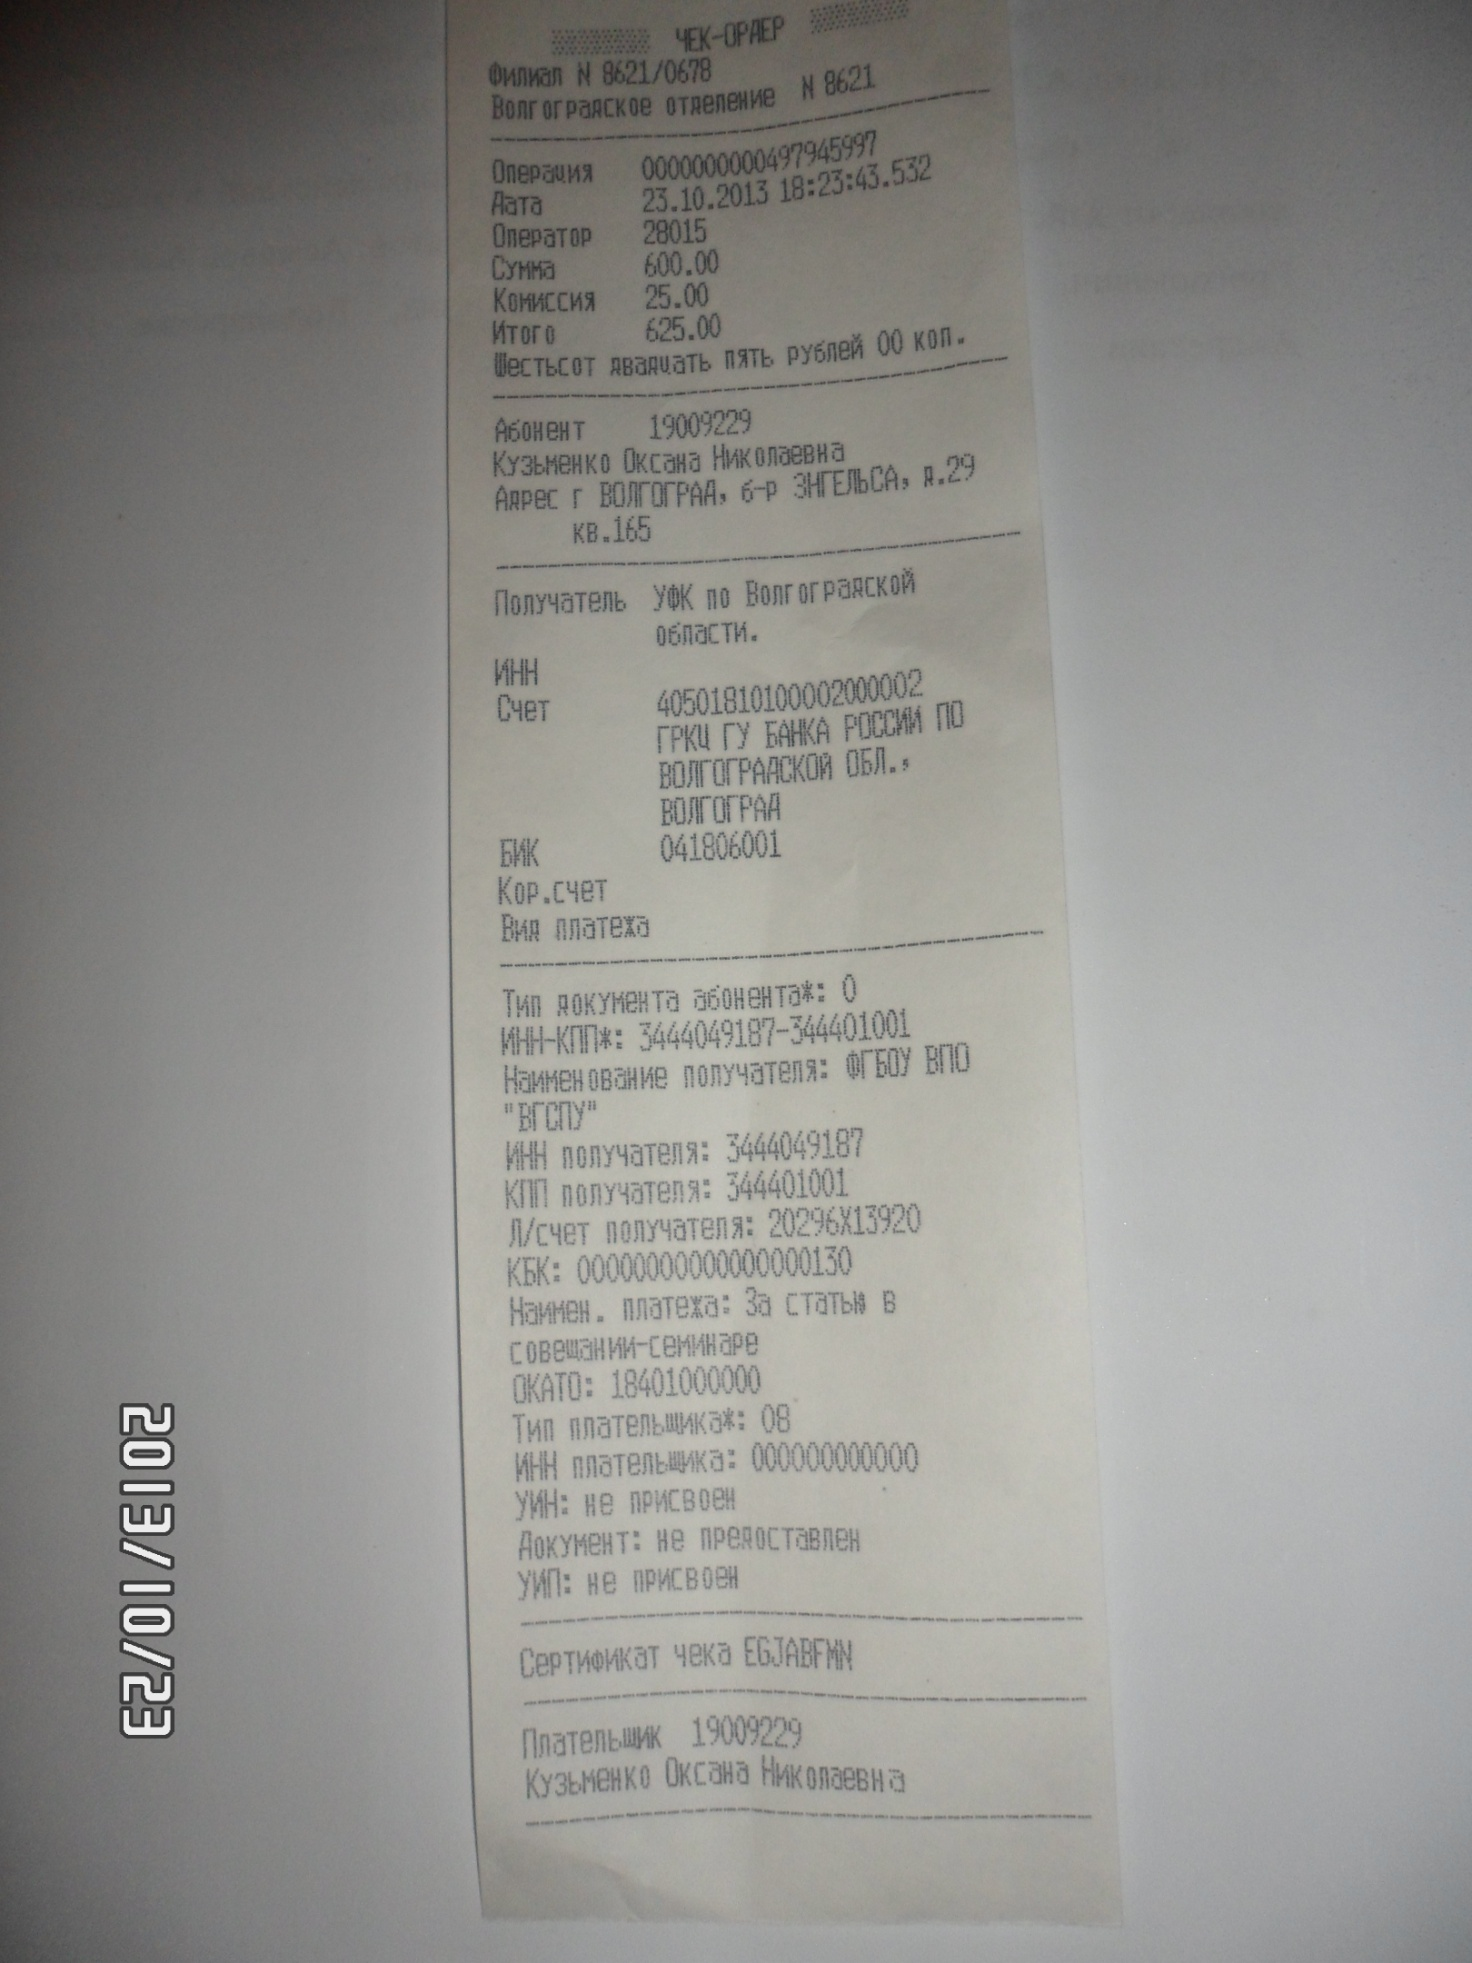 ЧЕК-ОРДЕР
Филиал N 8621/0678
Волгоградское отделение N 8621
Операция 0000000000497945997
Дата 23.10.2013 18:23:43.532
Оператор 28015
Сумма 600.00
Комиссия 25.00
Итого 625.00
Шестьсот двадцать пять рублей 00 коп.
Абонент 19009229
Кузьменко Оксана Николаевна
Адрес г ВОЛГОГРАД, б-р ЭНГЕЛЬСА, д.29
кв.165
Получатель УФК по Волгоградской
области.
ИНН
Счет 40501810100002000002
ГРКЦ ГУ БАНКА РОССИИ ПО
ВОЛГОГРАДСКОЙ ОБЛ.,
ВОЛГОГРАД
БИК 041806001
Кор.счет
Вид платежа
Тип документа абонента*: 0
ИНН-КПП*: 3444049187-344401001
Наименование получателя: ФГБОУ ВПО
"ВГСПУ"
ИНН получателя: 3444049187
КПП получателя: 344401001
Л/счет получателя: 20296X13920
КБК: 00000000000000000130
Наимен. платежа: За статью в
совещании-семинаре
ОКАТО: 18401000000
Тип плательщика*: 08
ИНН плательщика: 000000000000
УИН: не присвоен
Документ: не предоставлен
УИП: не присвоен
Сертификат чека EGJABFMN
Плательщик 19009229
Кузьменко Оксана Николаевна
2013/10/23